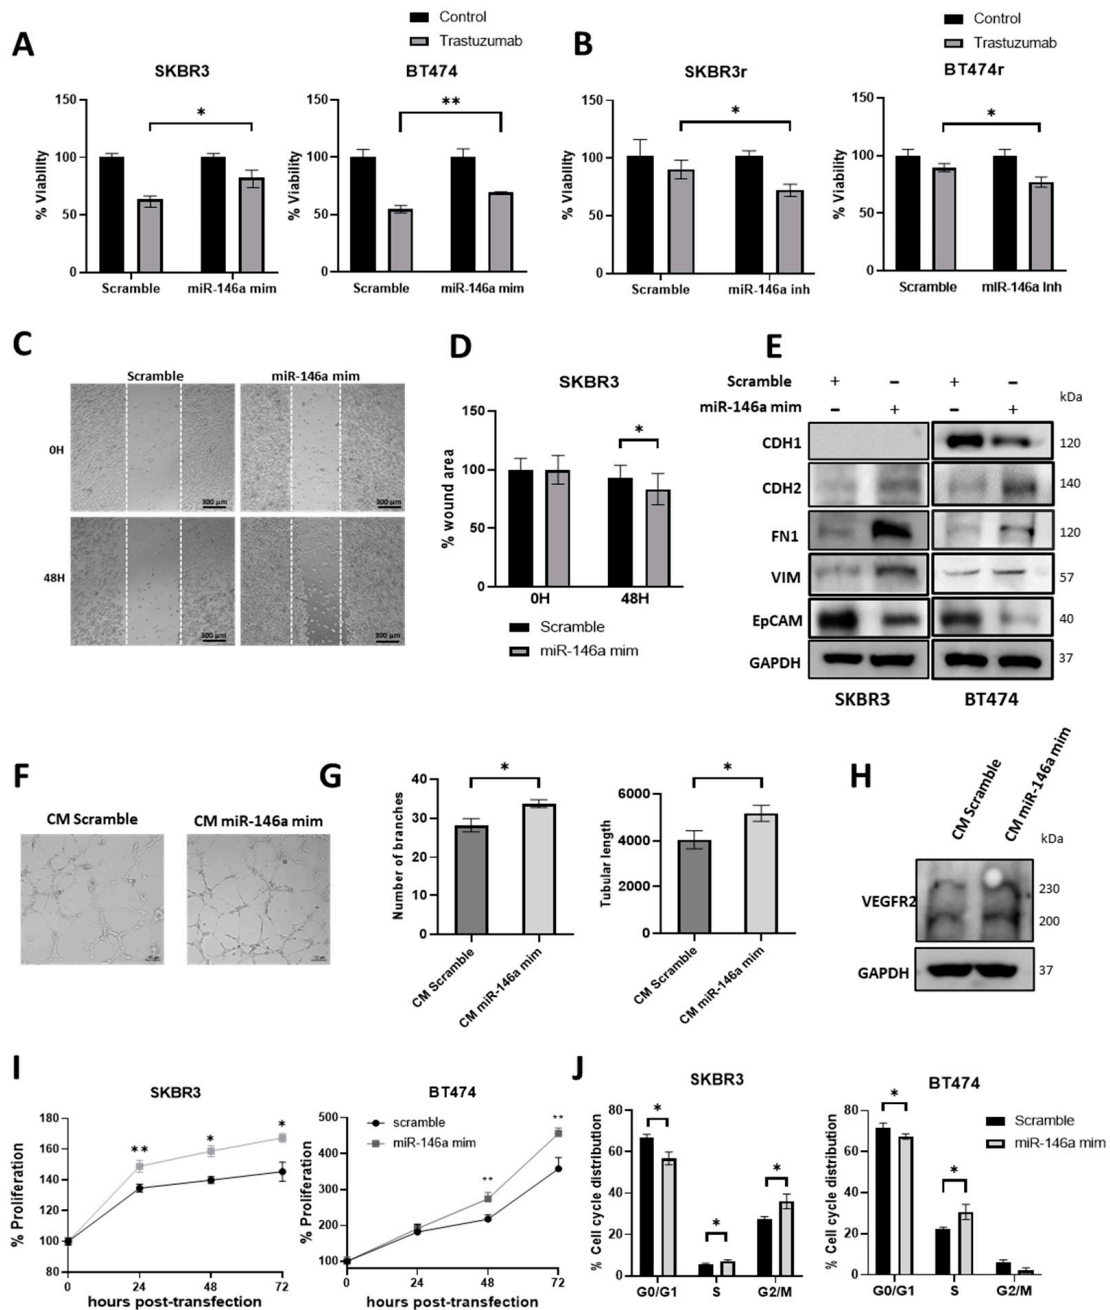 A
Control
Trastuzumab
SKBR3
BT474
% Viability
150
100
50
0
*
Scramble
miR-146a mim
% Viability
150
100
50
0
**
Scramble
miR-146a mim
B
Control
Trastuzumab
SKBR3r
BT474r
% Viability
150
100
50
0
*
Scramble
miR-146a inh
% Viability
150
100
50
0
*
Scramble
miR-146a Inh
C
Scramble
miR-146a mim
0H
300 µm
300 µm
48H
300 µm
300 µm
D
SKBR3
% wound area
150
100
50
0
*
0H
48H
Scramble
miR-146a mim
E
Scramble + – + –
miR-146a mim – + – +
kDa
CDH1 120
CDH2 140
FN1 120
VIM 57
EpCAM 40
GAPDH 37
SKBR3
BT474
F
CM Scramble
CM miR-146a mim
G
Number of branches
40
30
20
10
0
*
CM Scramble
CM miR-146a mim
Tubular length
6000
4000
2000
0
*
CM Scramble
CM miR-146a mim
H
CM Scramble
CM miR-146a mim
kDa
VEGFR2
230
200
GAPDH 37
I
SKBR3
% Proliferation
180
160
140
120
100
80
** * *
0 24 48 72
hours post-transfection
BT474
% Proliferation
500
400
300
200
100
scramble
miR-146a mim
** **
0 24 48 72
hours post-transfection
J
SKBR3
% Cell cycle distribution
80
60
40
20
0
* * *
G0/G1 S G2/M
BT474
% Cell cycle distribution
80
60
40
20
0
* *
G0/G1 S G2/M
Scramble
miR-146a mim